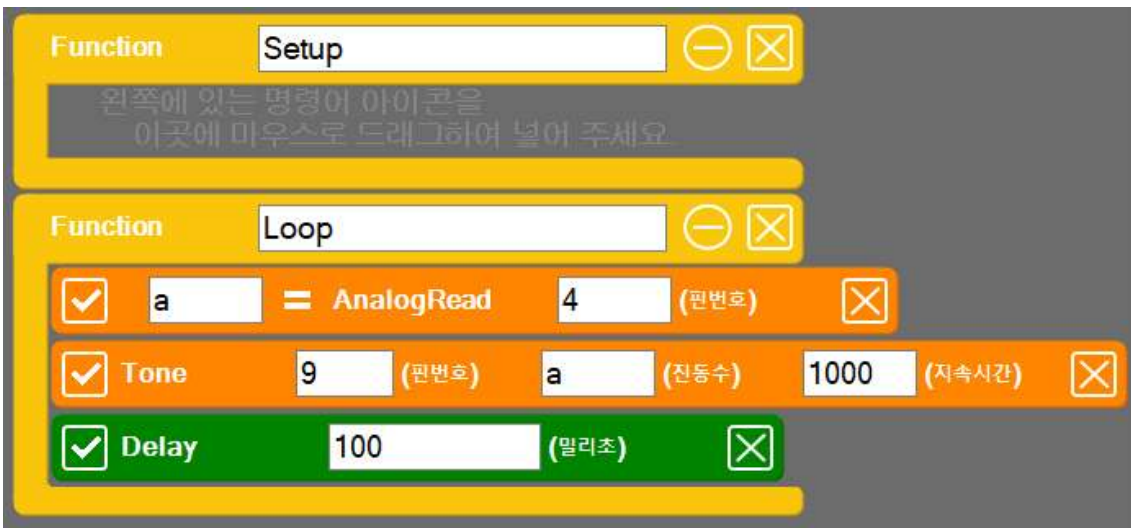 Function Setup
왼쪽에 있는 명령어 아이콘을
이곳에 마우스로 드래그하여 넣어 주세요.
Function Loop
a = AnalogRead 4 (핀번호)
Tone 9 (핀번호) a (진동수) 1000 (지속시간)
Delay 100 (밀리초)